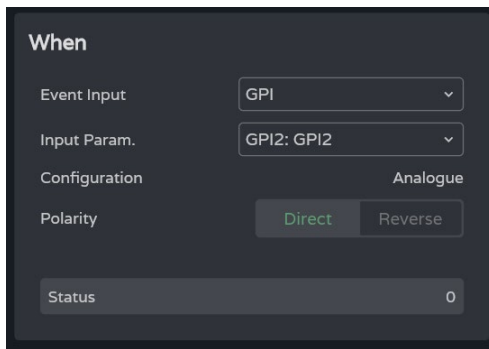 When
Event Input GPI
Input Param. GPI2: GPI2
Configuration Analogue
Polarity Direct Reverse
Status 0